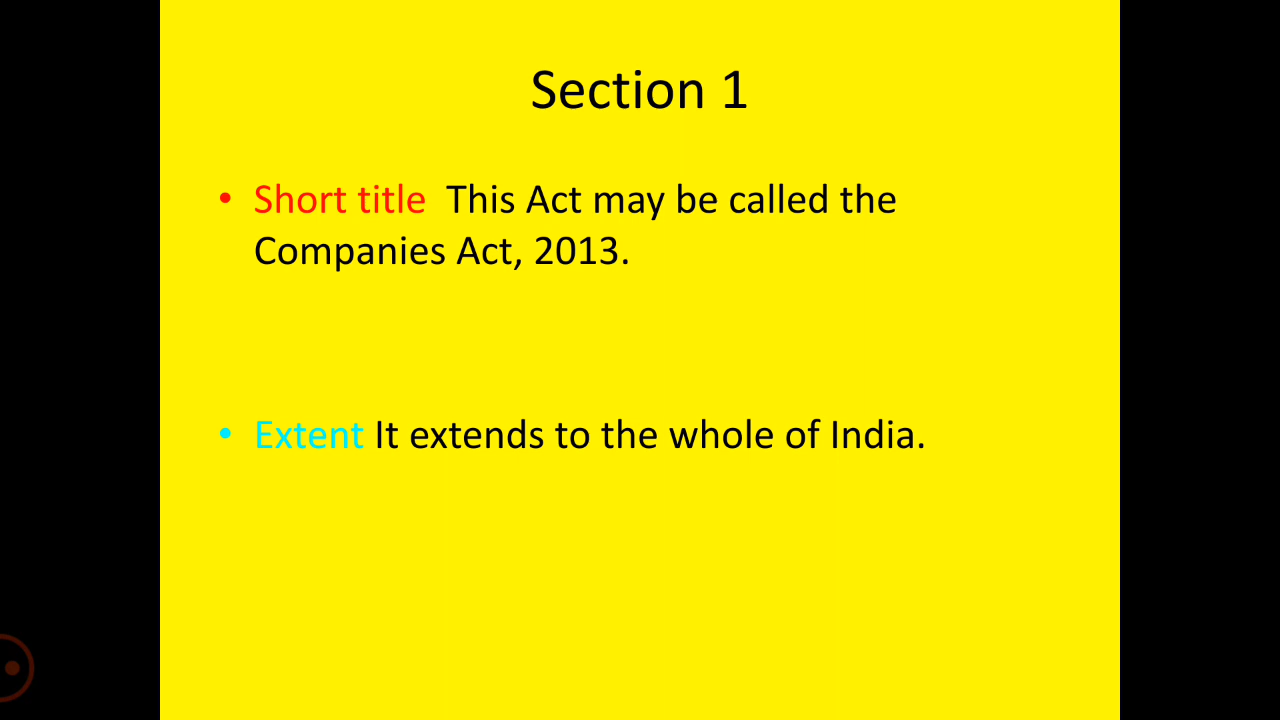 Section 1
• Short title  This Act may be called the
Companies Act, 2013.
• Extent It extends to the whole of India.